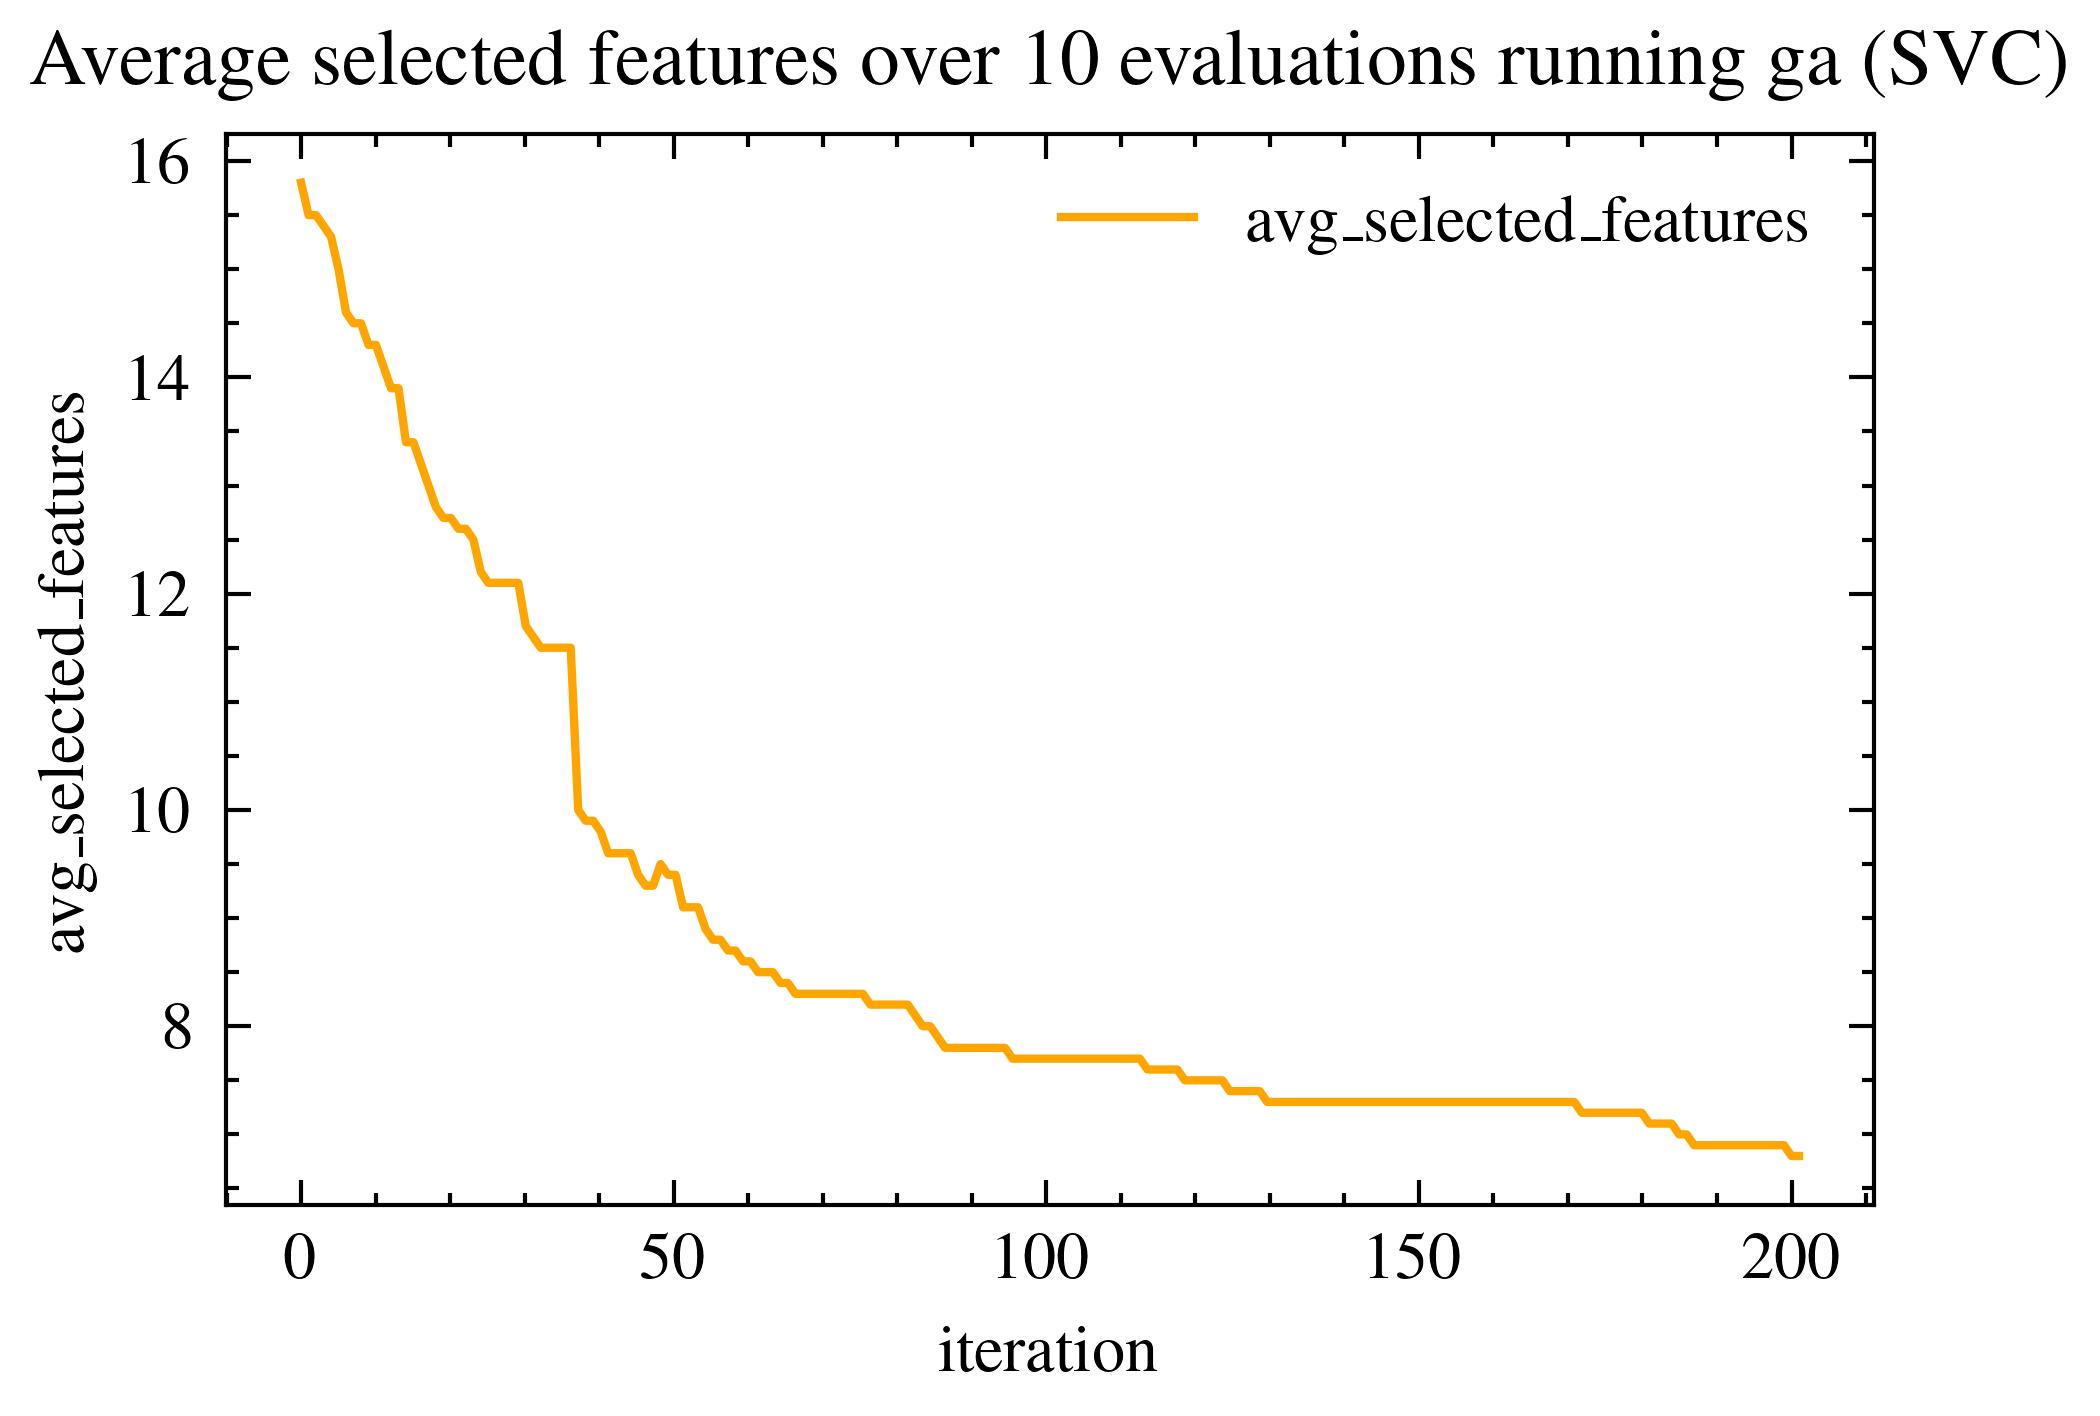 Average selected features over 10 evaluations running ga (SVC)
16
14
12
10
8
avg_selected_features
avg_selected_features
0 50 100 150 200
iteration